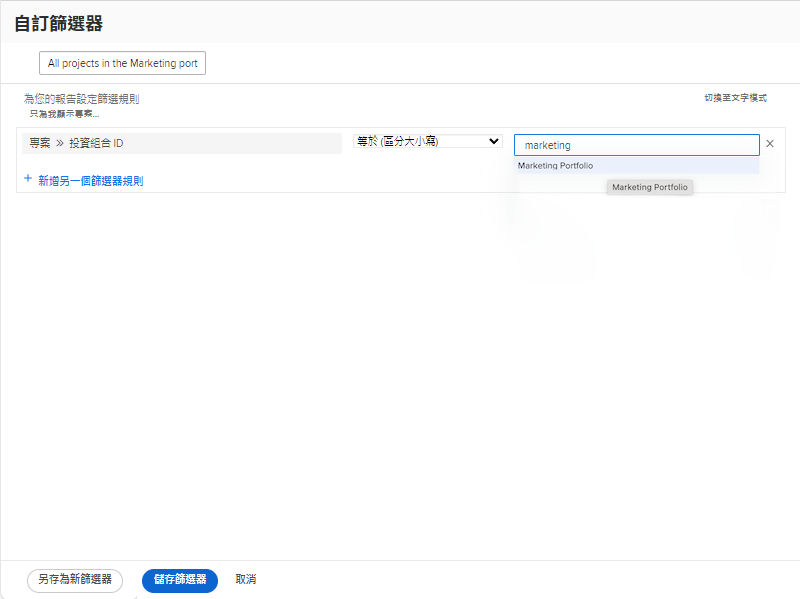 自訂篩選器
All projects in the Marketing port
為您的報告設定篩選規則
切換至文字模式
只為我顯示專案...
專案 » 投資組合 ID
等於 (區分大小寫)
marketing
×
Marketing Portfolio
+ 新增另一個篩選器規則
Marketing Portfolio
另存為新篩選器
儲存篩選器
取消